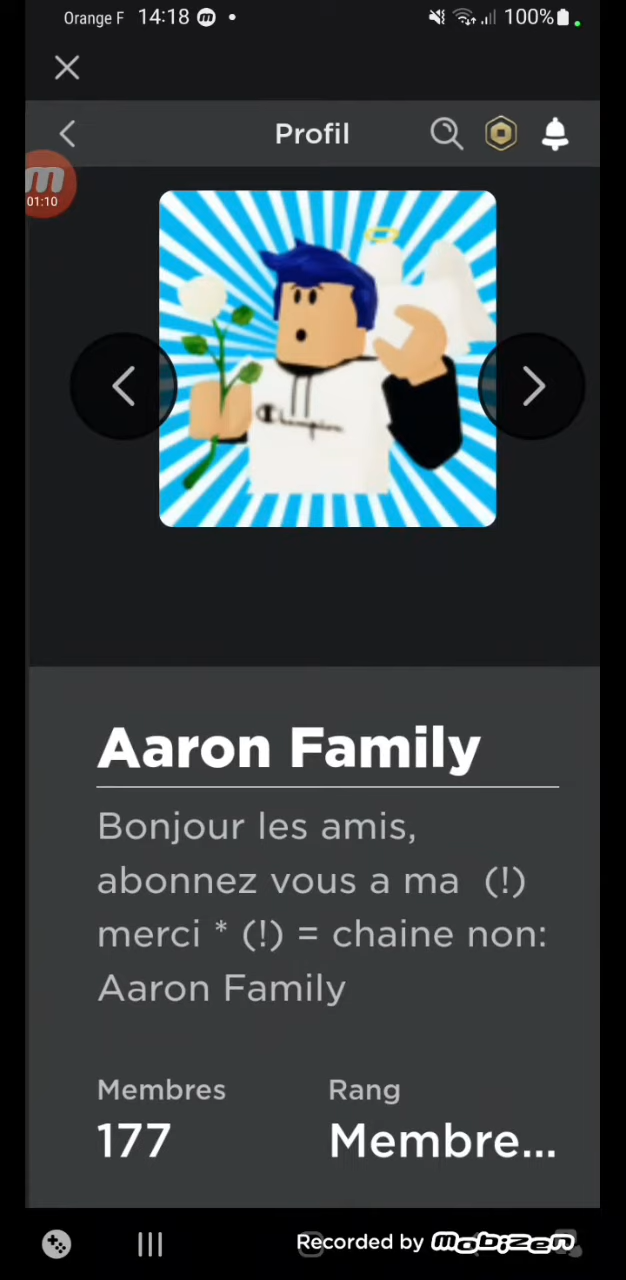 Orange F 14:18 100%
Profil
01:10
Champion
Aaron Family
Bonjour les amis,
abonnez vous a ma (!)
merci * (!) = chaine non:
Aaron Family
Membres Rang
177 Membre...
Recorded by mobizen